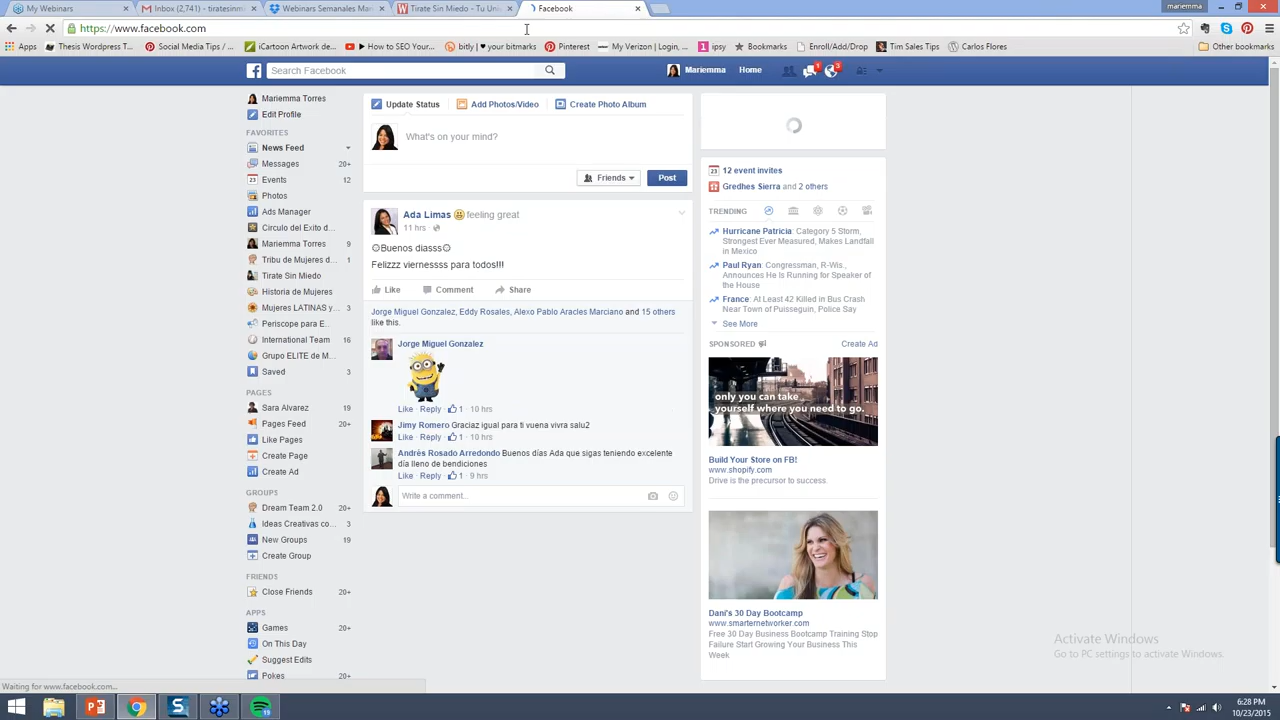 My Webinars
Inbox (2,741) - tiratesinm
Webinars Semanales Mar
Tirate Sin Miedo - Tu Uni
Facebook
mariemma
https://www.facebook.com
Apps
Thesis Wordpress T...
Social Media Tips / ...
iCartoon Artwork de...
How to SEO Your...
bitly | ♥ your bitmarks
Pinterest
My Verizon | Login, ...
ipsy
Bookmarks
Enroll/Add/Drop
Tim Sales Tips
Carlos Flores
Other bookmarks
Search Facebook
Mariemma
Home
1
3
Mariemma Torres
Edit Profile
FAVORITES
News Feed
Messages 20+
Events 12
Photos
Ads Manager
Circulo del Exito d...
Mariemma Torres 9
Tribu de Mujeres d... 1
Tirate Sin Miedo
Historia de Mujeres
Mujeres LATINAS y... 3
Periscope para E..
International Team 16
Grupo ELITE de M...
Saved 3
PAGES
Sara Alvarez 19
Pages Feed 20+
Like Pages
Create Page
Create Ad
GROUPS
Dream Team 2.0 20+
Ideas Creativas co... 3
New Groups 19
Create Group
FRIENDS
Close Friends 20+
APPS
Games 20+
On This Day
Suggest Edits
Pokes 20+
Update Status
Add Photos/Video
Create Photo Album
What's on your mind?
Friends
Post
Ada Limas feeling great
11 hrs ·
Buenos diasss
Felizzz viernessss para todos!!!
Like Comment Share
Jorge Miguel Gonzalez, Eddy Rosales, Alexo Pablo Aracles Marciano and 15 others
like this.
Jorge Miguel Gonzalez
Like · Reply · 1 · 10 hrs
Jimy Romero Graciaz igual para ti vuena vivra salu2
Like · Reply · 1 · 10 hrs
Andrés Rosado Arredondo Buenos días Ada que sigas teniendo excelente
día lleno de bendiciones
Like · Reply · 1 · 9 hrs
Write a comment...
23
12 event invites
Gredhes Sierra and 2 others
TRENDING
Hurricane Patricia: Category 5 Storm,
Strongest Ever Measured, Makes Landfall
in Mexico
Paul Ryan: Congressman, R-Wis.,
Announces He Is Running for Speaker of
the House
France: At Least 42 Killed in Bus Crash
Near Town of Puisseguin, Police Say
See More
SPONSORED
Create Ad
only you can take
yourself where you need to go.
Build Your Store on FB!
www.shopify.com
Drive is the precursor to success.
Dani's 30 Day Bootcamp
www.smarternetworker.com
Free 30 Day Business Bootcamp Training Stop
Failure Start Growing Your Business This
Week
Activate Windows
Go to PC settings to activate Windows.
Waiting for www.facebook.com...
6:28 PM
10/23/2015